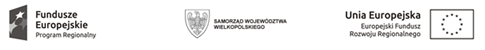 Fundusze
Europejskie
Program Regionalny
SAMORZĄD WOJEWÓDZTWA
WIELKOPOLSKIEGO
Unia Europejska
Europejski Fundusz
Rozwoju Regionalnego